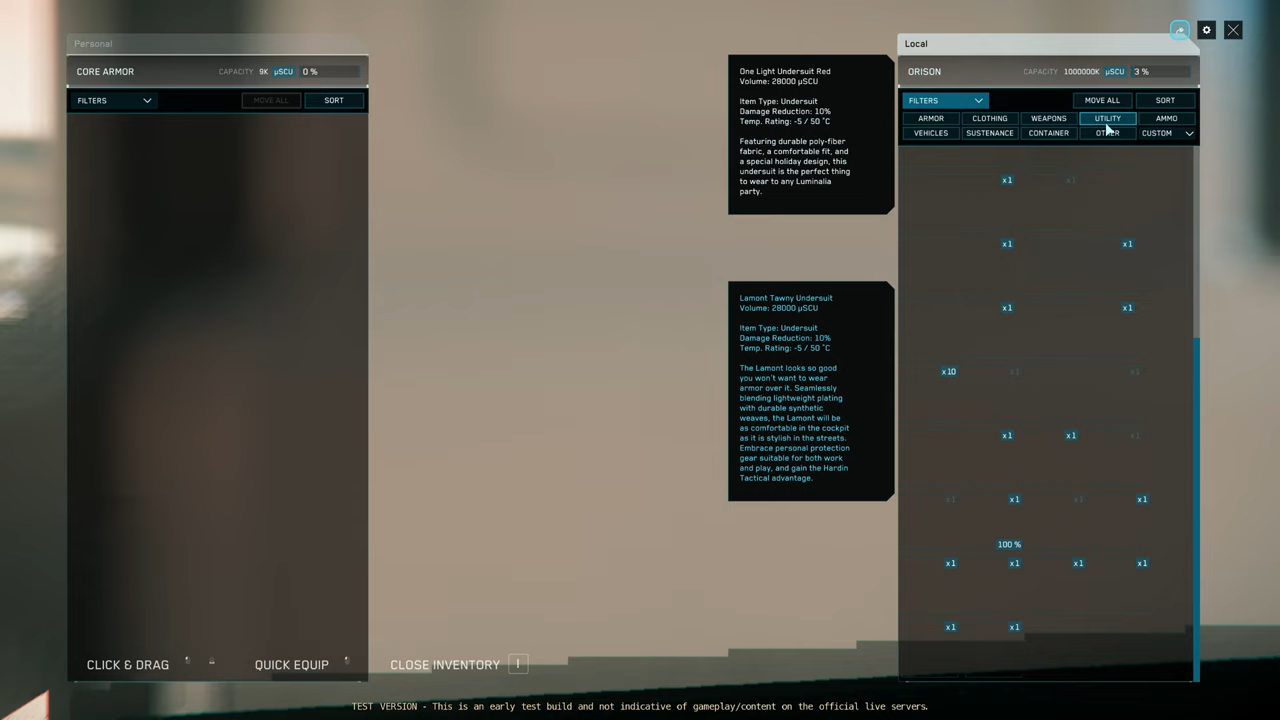 Personal
CORE ARMOR CAPACITY 9K µSCU 0 %
FILTERS MOVE ALL SORT
CLICK & DRAG QUICK EQUIP CLOSE INVENTORY I
One Light Undersuit Red
Volume: 28000 µSCU
Item Type: Undersuit
Damage Reduction: 10%
Temp. Rating: -5 / 50 °C
Featuring durable poly-fiber
fabric, a comfortable fit, and
a special holiday design, this
undersuit is the perfect thing
to wear to any Luminalia
party.
Lamont Tawny Undersuit
Volume: 28000 µSCU
Item Type: Undersuit
Damage Reduction: 10%
Temp. Rating: -5 / 50 °C
The Lamont looks so good
you won't want to wear
armor over it. Seamlessly
blending lightweight plating
with durable synthetic
weaves, the Lamont will be
as comfortable in the cockpit
as it is stylish in the streets.
Embrace personal protection
gear suitable for both work
and play, and gain the Hardin
Tactical advantage.
Local
ORISON CAPACITY 1000000K µSCU 3 %
FILTERS MOVE ALL SORT
ARMOR CLOTHING WEAPONS UTILITY AMMO
VEHICLES SUSTENANCE CONTAINER OTHER CUSTOM
x1 x1
x1 x1
x1 x1
x10 x1 x1
x1 x1 x1
x1 x1 x1 x1
100 %
x1 x1 x1 x1
x1 x1
TEST VERSION - This is an early test build and not indicative of gameplay/content on the official live servers.